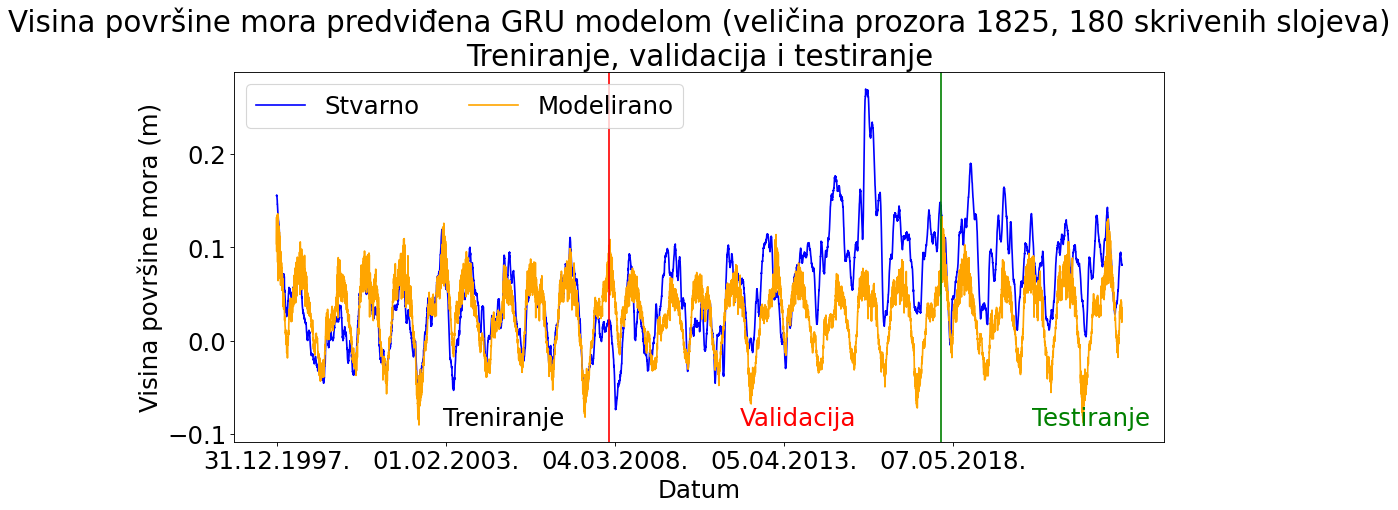 Visina površine mora predviđena GRU modelom (veličina prozora 1825, 180 skrivenih slojeva)
Treniranje, validacija i testiranje
Stvarno
Modelirano
Visina površine mora (m)
0.2
0.1
0.0
−0.1
Treniranje
Validacija
Testiranje
31.12.1997.
01.02.2003.
04.03.2008.
05.04.2013.
07.05.2018.
Datum